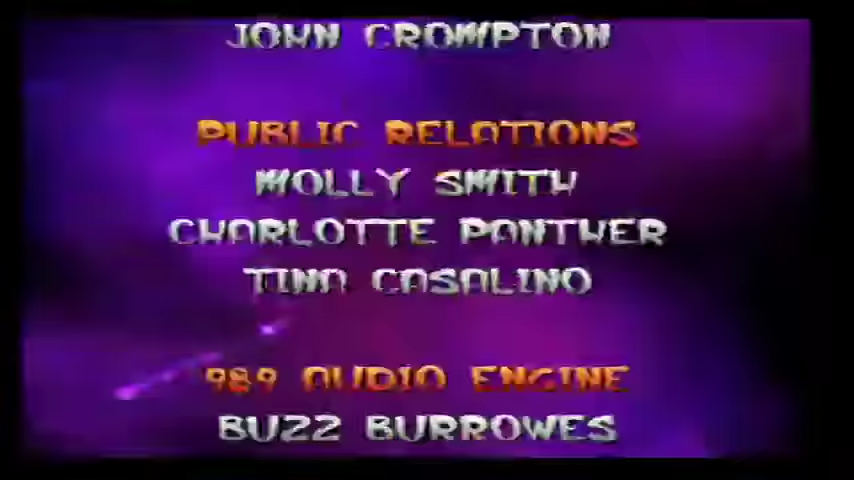 JOHN CROMPTON
PUBLIC RELATIONS
MOLLY SMITH
CHARLOTTE PANTHER
TINA CASALINO
989 AUDIO ENGINE
BUZZ BURROWES